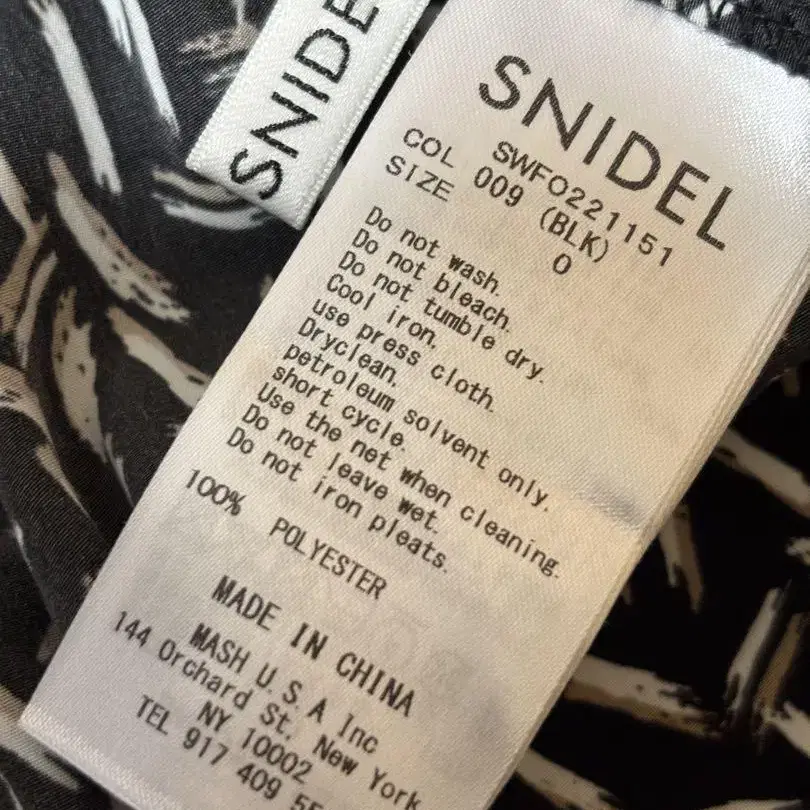 SNIDE
SNIDEL
SWFO221151
COL 009 (BLK)
SIZE 0
Do not wash.
Do not bleach.
Do not tumble dry.
Cool iron.
use press cloth.
Dryclean.
petroleum solvent only.
short cycle.
Use the net when cleaning.
Do not leave wet.
Do not iron pleats.
100% POLYESTER
MADE IN CHINA
MASH U.S.A Inc
144 Orchard St. New York
NY 10002
TEL 917 409 55